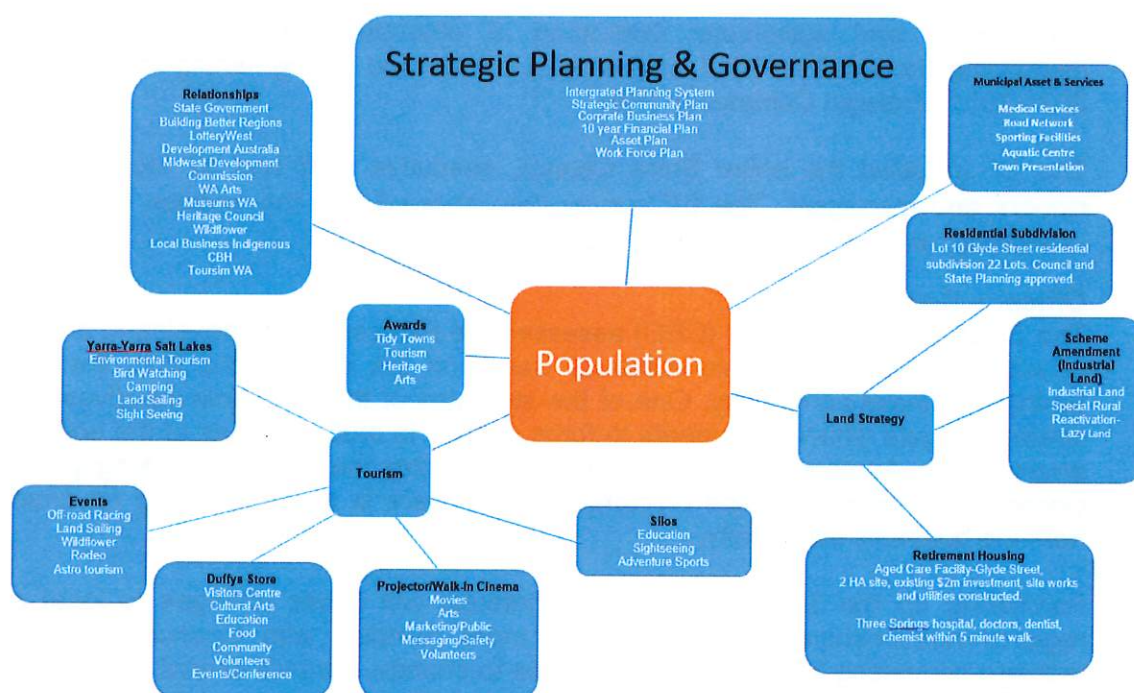 Strategic Planning & Governance
Intergrated Planning System
Strategic Community Plan
Corprate Business Plan
10 year Financial Plan
Asset Plan
Work Force Plan
Relationships
State Government
Building Better Regions
LotteryWest
Development Australia
Midwest Development
Commission
WA Arts
Museums WA
Heritage Council
Wildflower
Local Business Indigenous
CBH
Toursim WA
Municipal Asset & Services
Medical Services
Road Network
Sporting Facilities
Aquatic Centre
Town Presentation
Residential Subdivision
Lot 10 Glyde Street residential
subdivision 22 Lots. Council and
State Planning approved.
Awards
Tidy Towns
Tourism
Heritage
Arts
Population
Yarra-Yarra Salt Lakes
Environmental Tourism
Bird Watching
Camping
Land Sailing
Sight Seeing
Scheme
Amendment
(Industrial
Land)
Industrial Land
Special Rural
Reactivation-
Lazy Land
Land Strategy
Tourism
Events
Off-road Racing
Land Sailing
Wildflower
Rodeo
Astro tourism
Silos
Education
Sightseeing
Adventure Sports
Duffys Store
Visitors Centre
Cultural Arts
Education
Food
Community
Volunteers
Events/Conference
Projector/Walk-In Cinema
Movies
Arts
Marketing/Public
Messaging/Safety
Volunteers
Retirement Housing
Aged Care Facility-Glyde Street,
2 HA site, existing $2m investment, site works
and utilities constructed.
Three Springs hospital, doctors, dentist,
chemist within 5 minute walk.